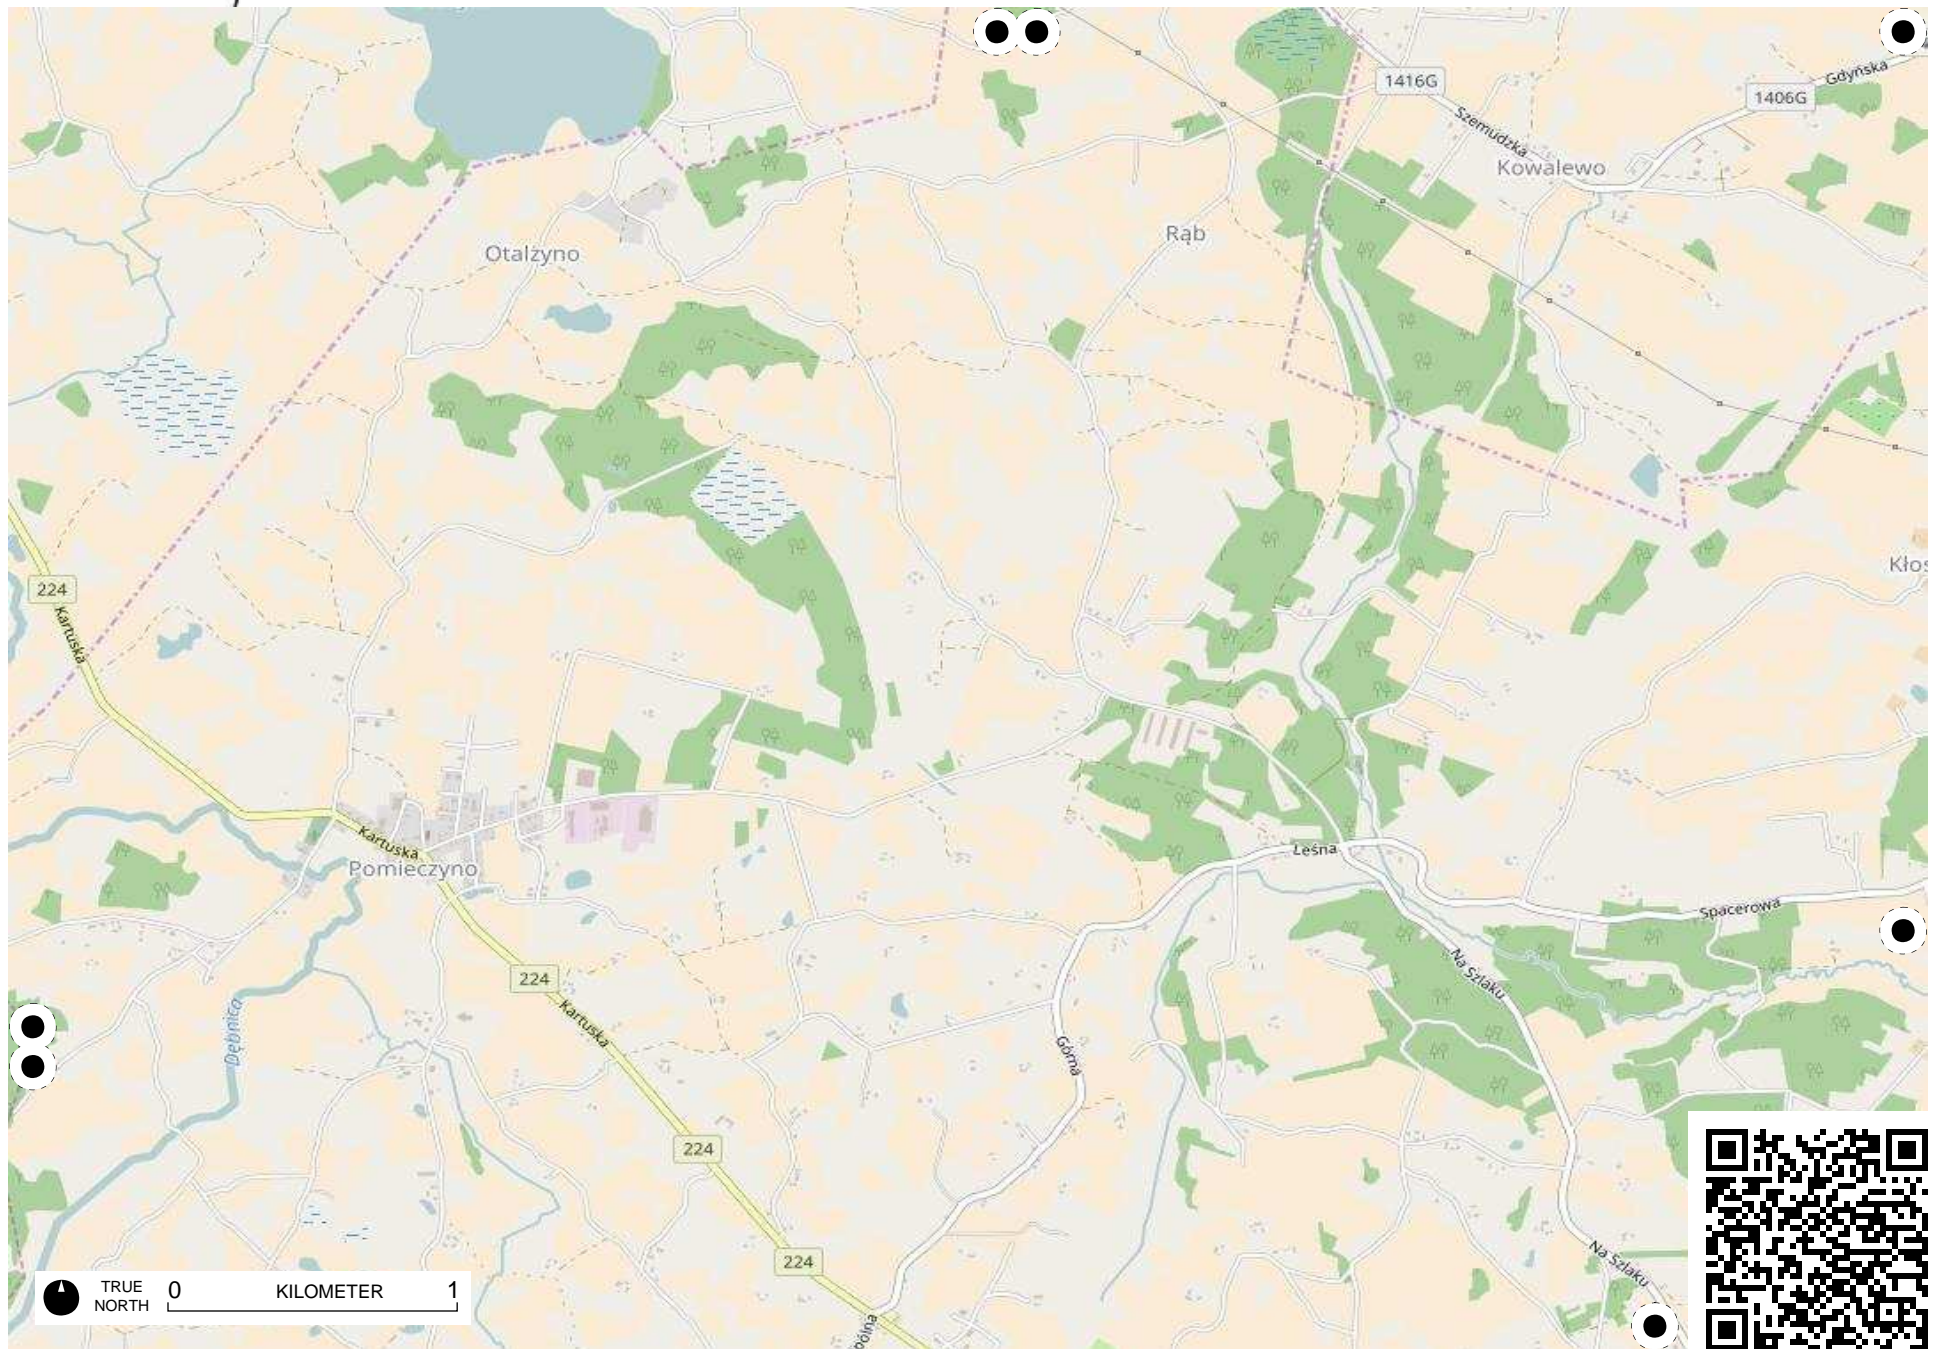 1416G
Gdyńska
1406G
Szemudzka
Kowalewo
Rąb
Otalżyno
224
Kartuska
Leśna
Kartuska
Pomieczyno
Spacerowa
224
Na Szlaku
Kartuska
Dębnica
Górna
224
224
Na Szlaku
TRUE
NORTH
0 KILOMETER 1